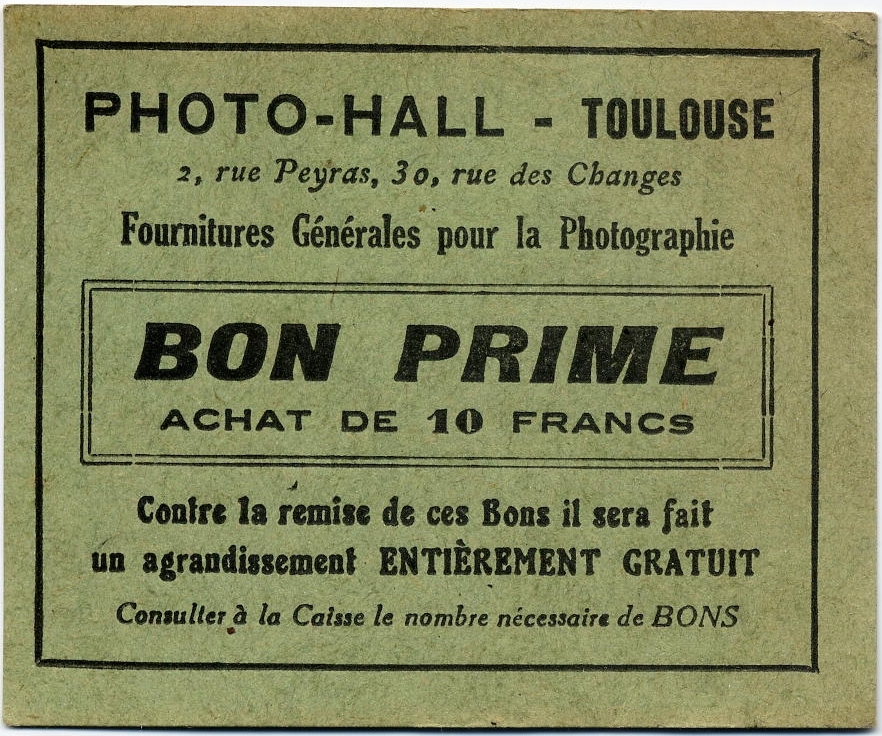 PHOTO-HALL - TOULOUSE
2, rue Peyras, 30, rue des Changes
Fournitures Générales pour la Photographie
BON PRIME
ACHAT DE 10 FRANCS
Contre la remise de ces Bons il sera fait
un agrandissement ENTIÈREMENT GRATUIT
Consulter à la Caisse le nombre nécessaire de BONS